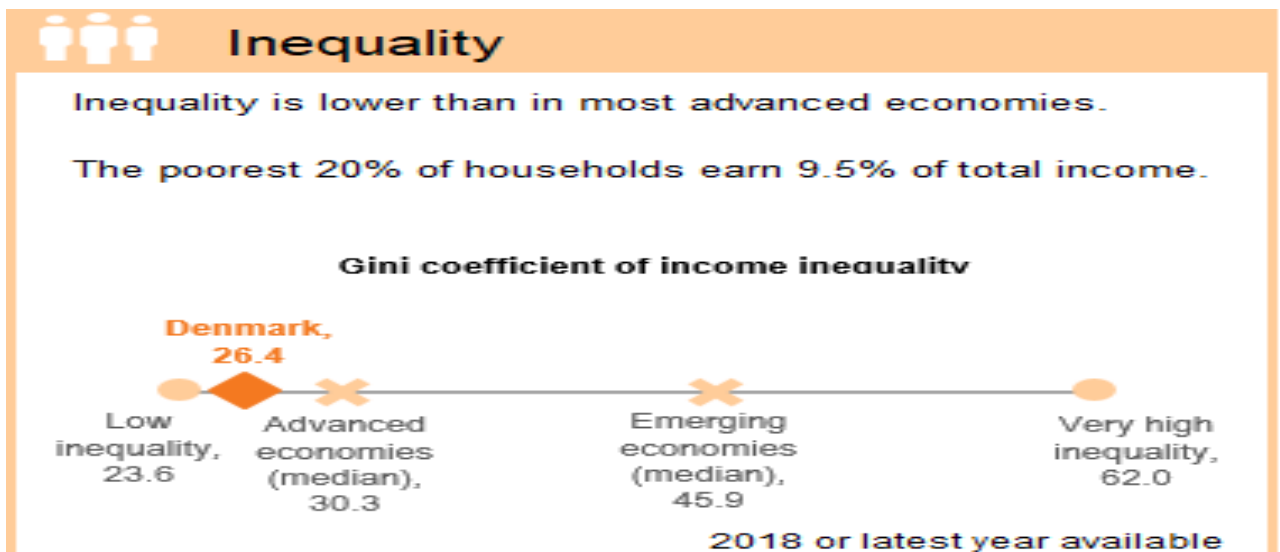 Inequality
Inequality is lower than in most advanced economies.
The poorest 20% of households earn 9.5% of total income.
Gini coefficient of income inequality
Denmark,
26.4
Low
inequality,
23.6
Advanced
economies
(median),
30.3
Emerging
economies
(median),
45.9
Very high
inequality,
62.0
2018 or latest year available